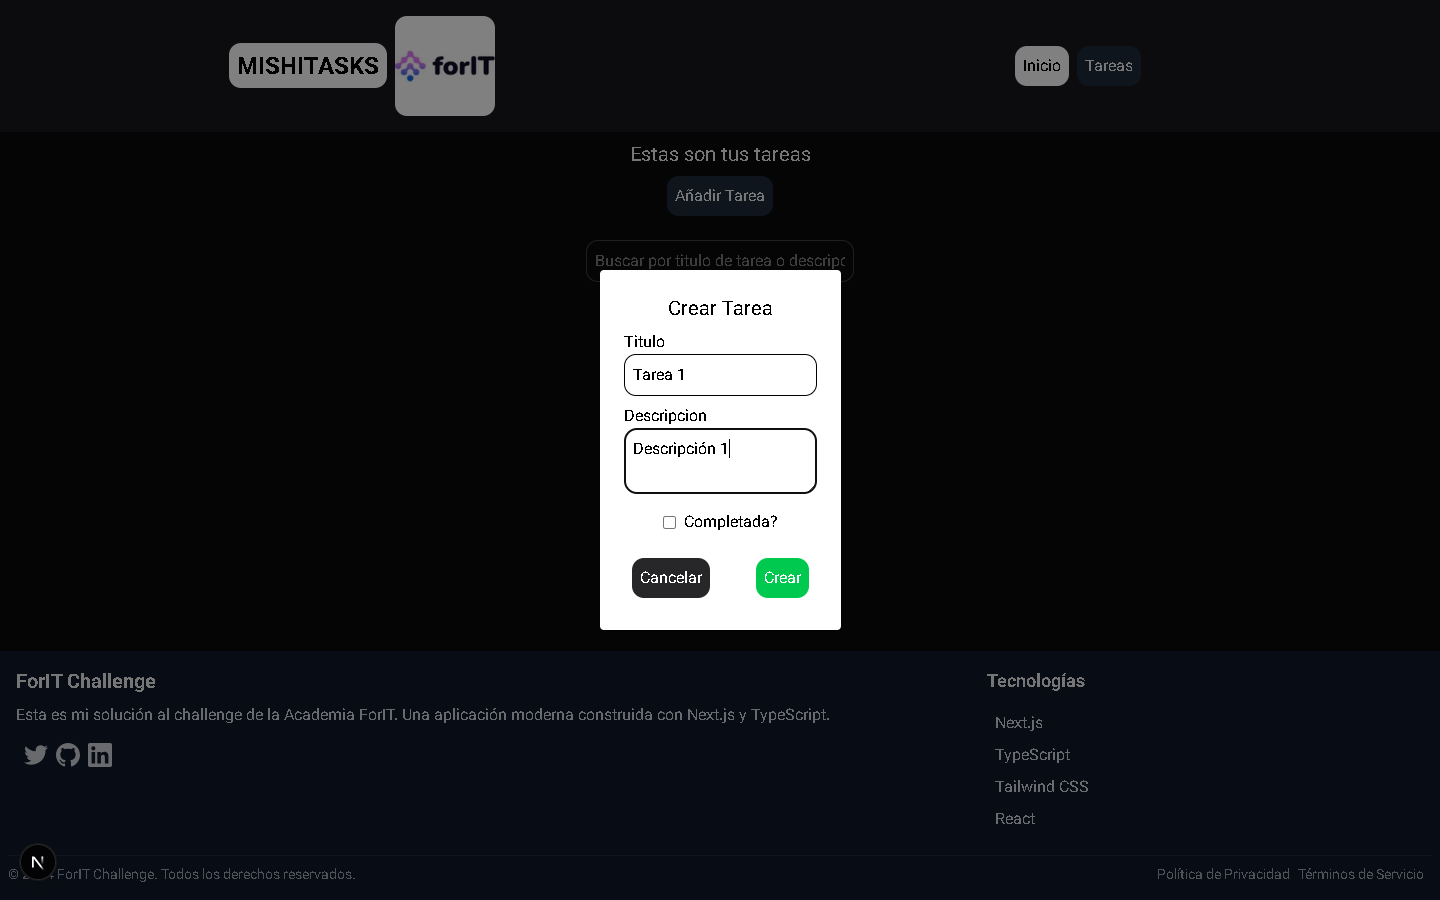 MISHITASKS
forIT
Inicio
Tareas
Estas son tus tareas
Añadir Tarea
Buscar por titulo de tarea o descripc
Crear Tarea
Titulo
Tarea 1
Descripcion
Descripción 1
Completada?
Cancelar
Crear
ForIT Challenge
Esta es mi solución al challenge de la Academia ForIT. Una aplicación moderna construida con Next.js y TypeScript.
Tecnologías
Next.js
TypeScript
Tailwind CSS
React
N
© ForIT Challenge. Todos los derechos reservados.
Política de Privacidad
Términos de Servicio